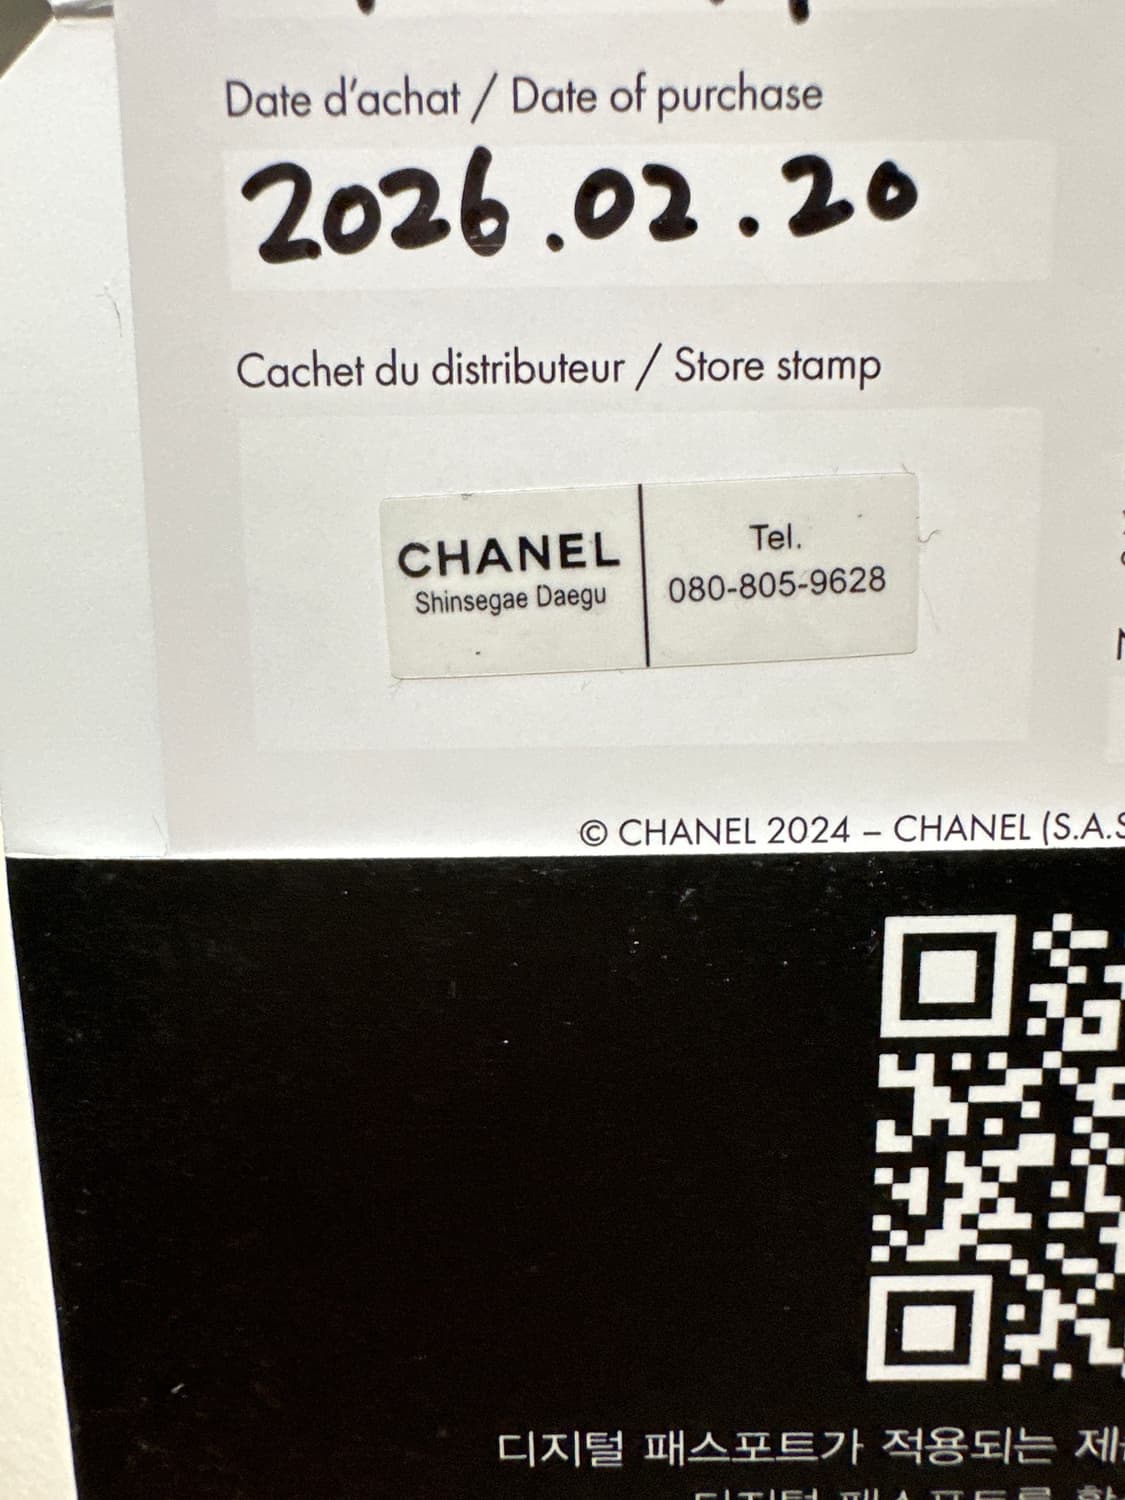 Date d'achat / Date of purchase
2026.02.20
Cachet du distributeur / Store stamp
CHANEL
Shinsegae Daegu
Tel.
080-805-9628
© CHANEL 2024 – CHANEL (S.A.S
디지털 패스포트가 적용되는